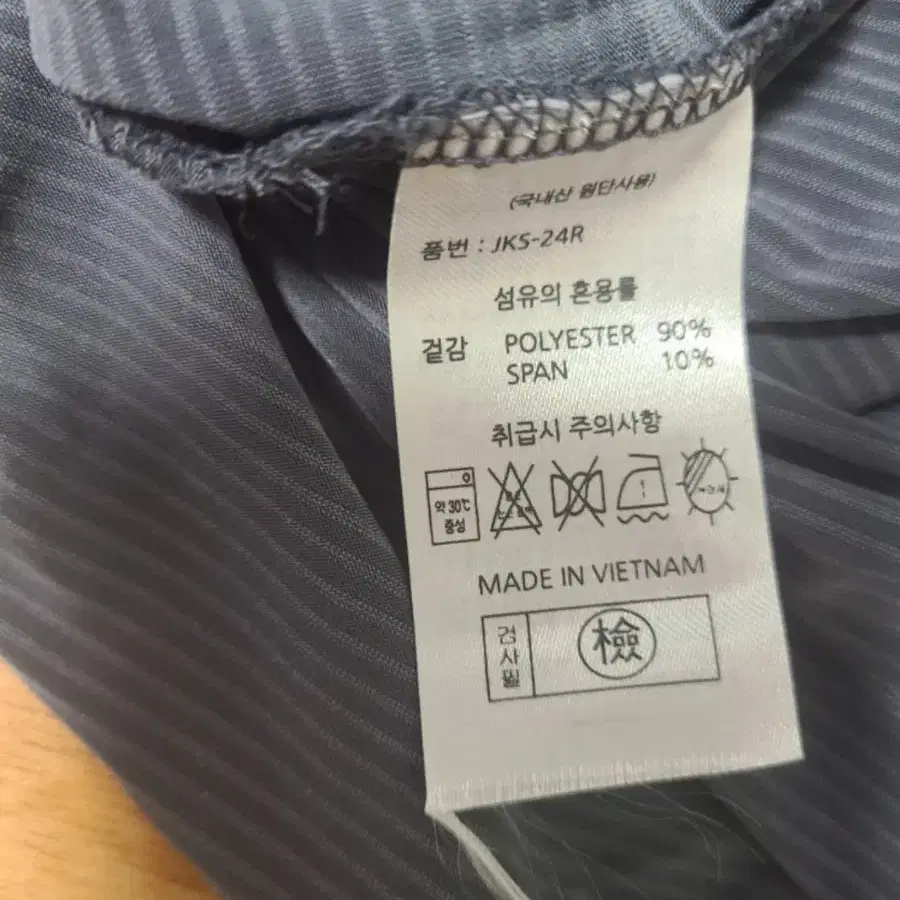 (국내산 원단사용)
품번 : JKS-24R
섬유의 혼용률
겉감 POLYESTER 90%
SPAN 10%
취급시 주의사항
약 30℃
중성
MADE IN VIETNAM
검사필 檢